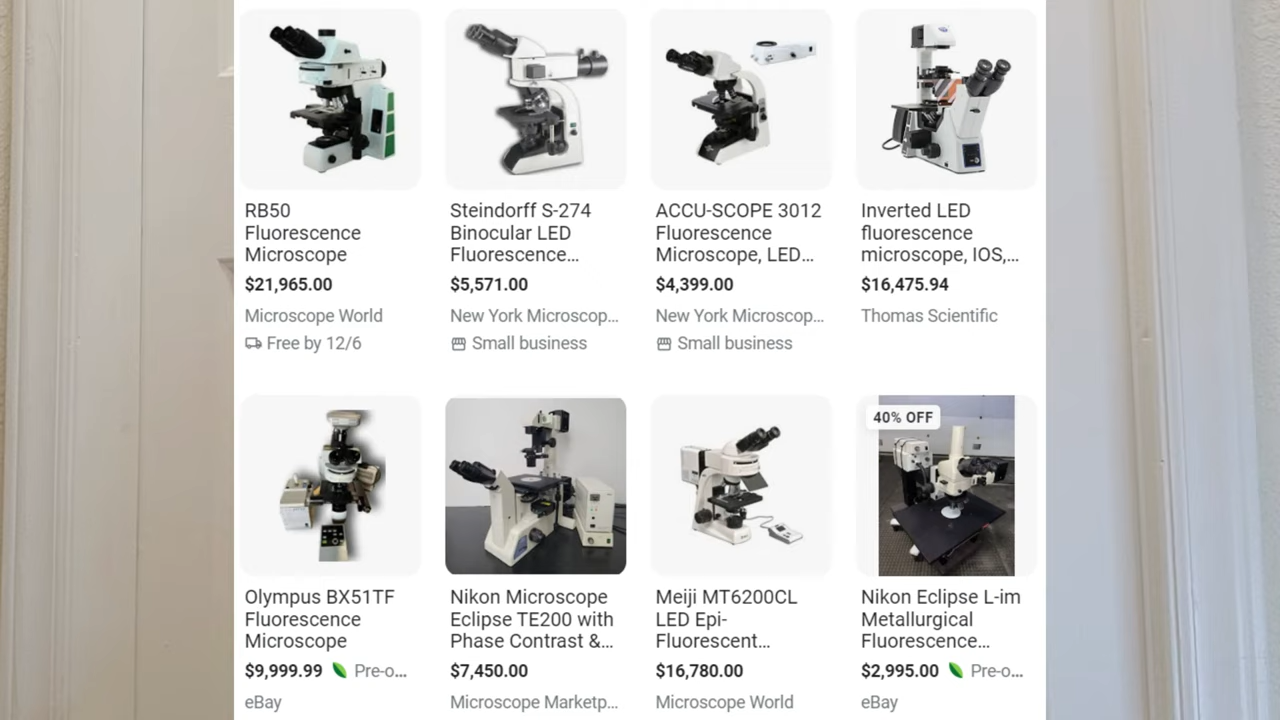 RB50
Fluorescence
Microscope
$21,965.00
Microscope World
Free by 12/6
Steindorff S-274
Binocular LED
Fluorescence...
$5,571.00
New York Microscop...
Small business
ACCU-SCOPE 3012
Fluorescence
Microscope, LED...
$4,399.00
New York Microscop...
Small business
Inverted LED
fluorescence
microscope, IOS,...
$16,475.94
Thomas Scientific
Olympus BX51TF
Fluorescence
Microscope
$9,999.99 Pre-o...
eBay
Nikon Microscope
Eclipse TE200 with
Phase Contrast &...
$7,450.00
Microscope Marketp...
Meiji MT6200CL
LED Epi-
Fluorescent...
$16,780.00
Microscope World
40% OFF
Nikon Eclipse L-im
Metallurgical
Fluorescence...
$2,995.00 Pre-o...
eBay